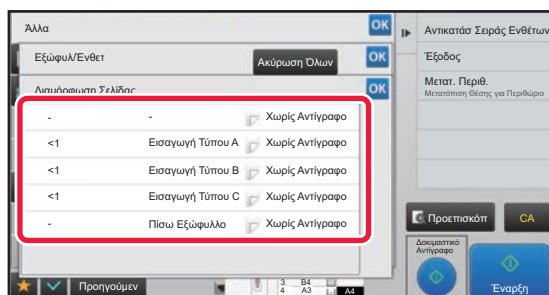 Άλλα
OK
Αντικατάσ Σειράς Ενθέτων
Εξώφυλ/Ένθετ
Ακύρωση Όλων
OK
Έξοδος
Διαμόρφωση Σελίδας
OK
Μετατ. Περιθ.
Μετατόπιση Θέσης για Περιθώριο
- - Χωρίς Αντίγραφο
<1 Εισαγωγή Τύπου A Χωρίς Αντίγραφο
<1 Εισαγωγή Τύπου B Χωρίς Αντίγραφο
<1 Εισαγωγή Τύπου C Χωρίς Αντίγραφο
- Πίσω Εξώφυλλο Χωρίς Αντίγραφο
Προεπισκόπ
CA
Δοκιμαστικό
Αντίγραφο
Έναρξη
Προηγούμεν
3 B4
4 A3
A4